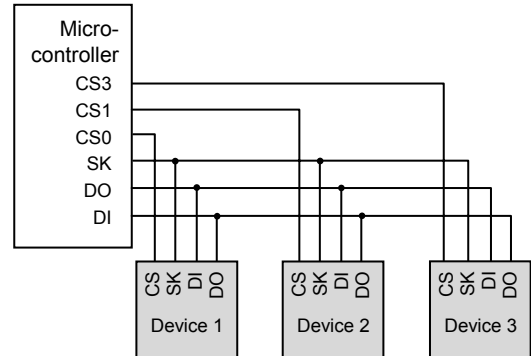 Micro-
controller
CS3
CS1
CS0
SK
DO
DI
CS SK DI DO
Device 1
CS SK DI DO
Device 2
CS SK DI DO
Device 3